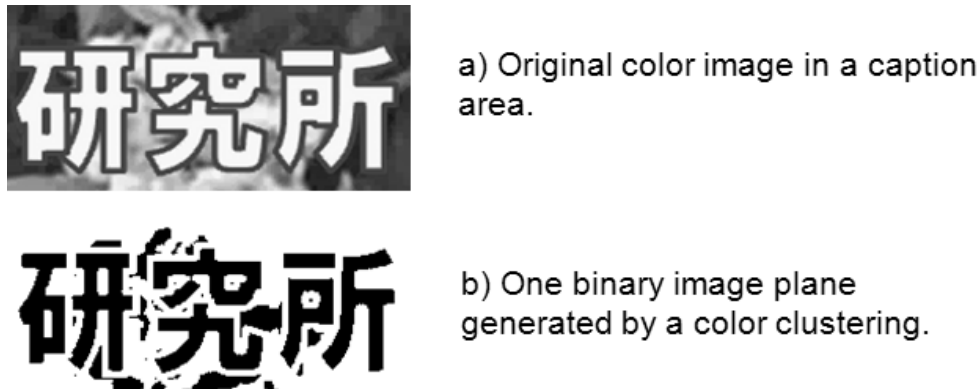 研究所
a) Original color image in a caption
area.
研究所
b) One binary image plane
generated by a color clustering.